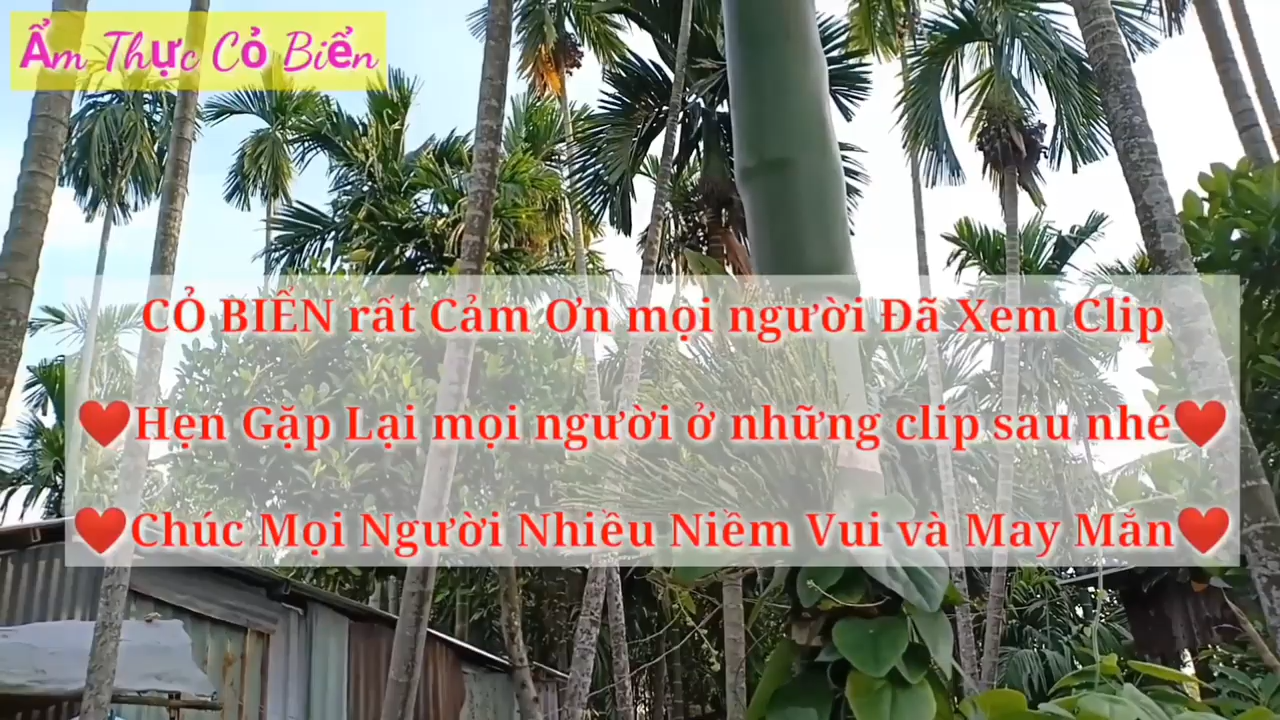 Ẩm Thực Cỏ Biển
CỎ BIỂN rất Cảm Ơn mọi người Đã Xem Clip
❤️Hẹn Gặp Lại mọi người ở những clip sau nhé❤️
❤️Chúc Mọi Người Nhiều Niềm Vui và May Mắn❤️